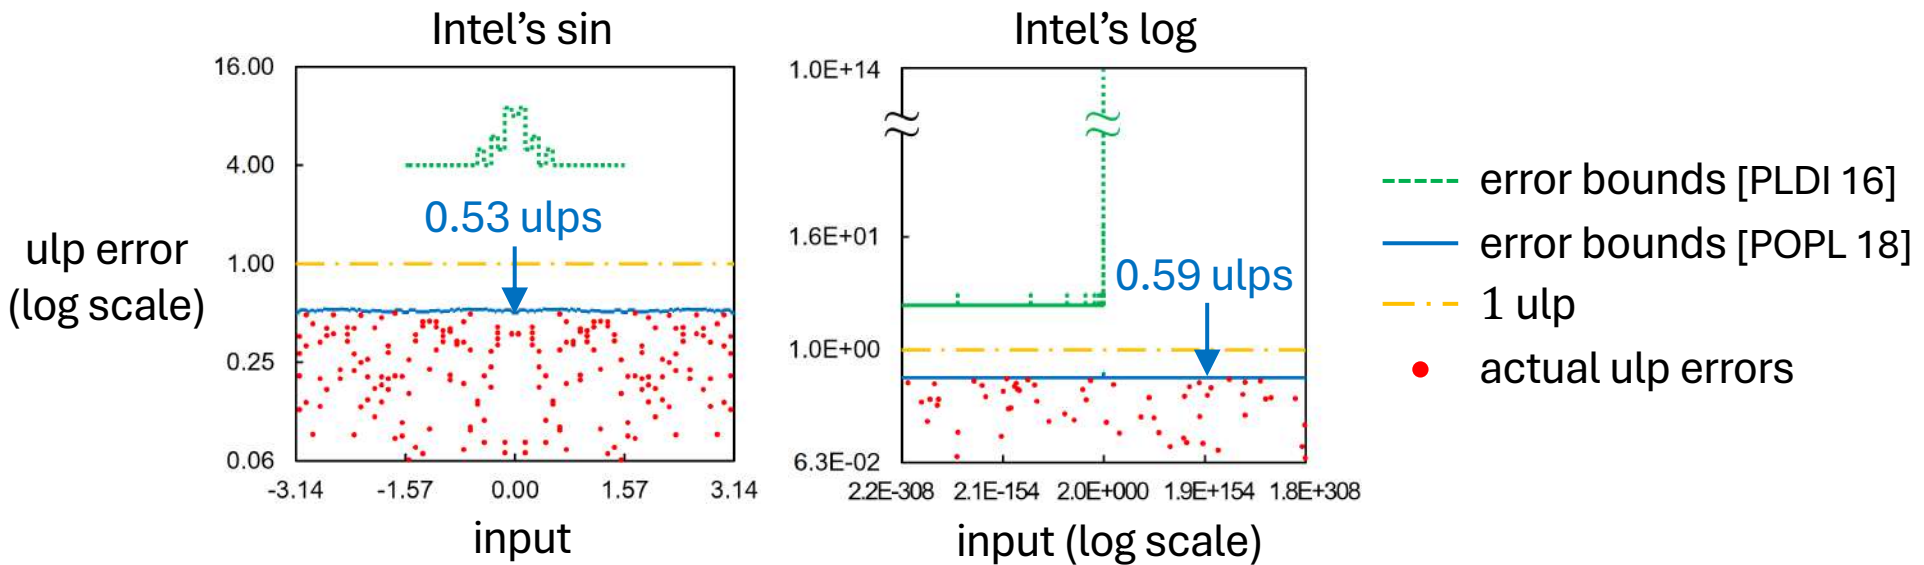 Intel’s sin
16.00
4.00
1.00
0.25
0.06
ulp error
(log scale)
0.53 ulps
-3.14
-1.57
0.00
1.57
3.14
input
Intel’s log
1.0E+14
1.6E+01
1.0E+00
6.3E-02
0.59 ulps
2.2E-308
2.1E-154
2.0E+000
1.9E+154
1.8E+308
input (log scale)
error bounds [PLDI 16]
error bounds [POPL 18]
1 ulp
actual ulp errors